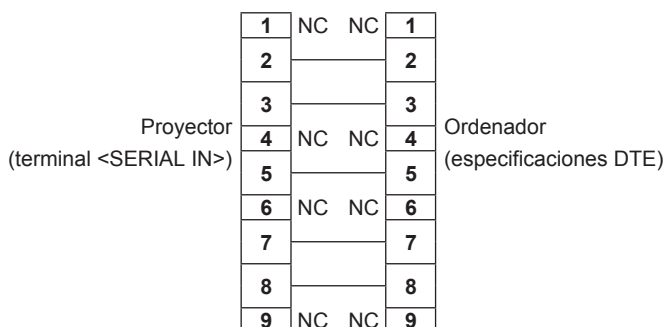 1 NC NC 1
2 2
3 3
Proyector
(terminal <SERIAL IN>)
4 NC NC 4
Ordenador
(especificaciones DTE)
5 5
6 NC NC 6
7 7
8 8
9 NC NC 9